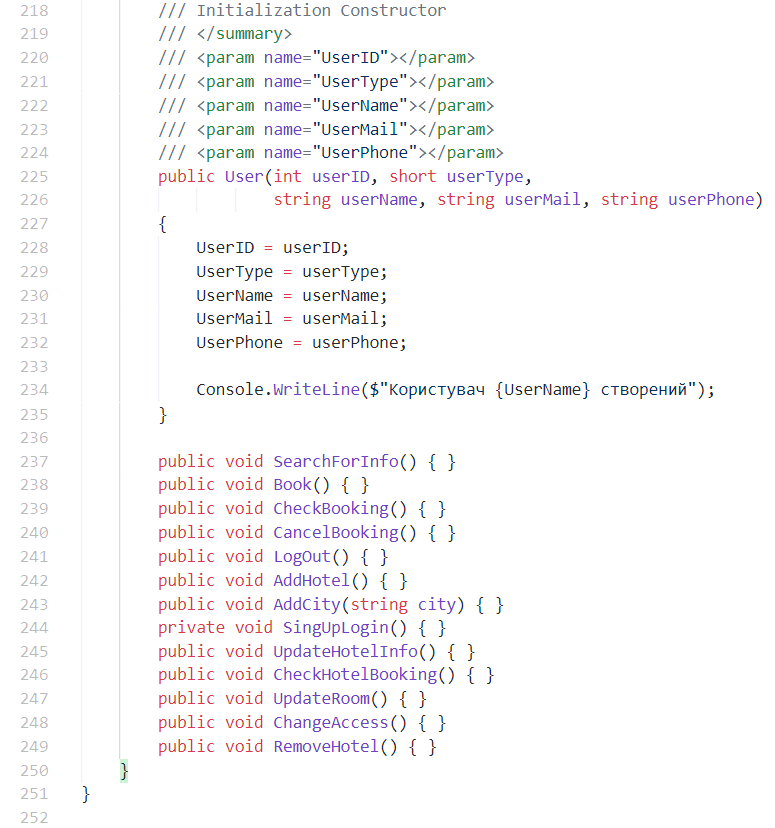 218 /// Initialization Constructor
219 /// </summary>
220 /// <param name="UserID"></param>
221 /// <param name="UserType"></param>
222 /// <param name="UserName"></param>
223 /// <param name="UserMail"></param>
224 /// <param name="UserPhone"></param>
225 public User(int userID, short userType,
226 string userName, string userMail, string userPhone)
227 {
228 UserID = userID;
229 UserType = userType;
230 UserName = userName;
231 UserMail = userMail;
232 UserPhone = userPhone;
233
234 Console.WriteLine($"Користувач {UserName} створений");
235 }
236
237 public void SearchForInfo() { }
238 public void Book() { }
239 public void CheckBooking() { }
240 public void CancelBooking() { }
241 public void LogOut() { }
242 public void AddHotel() { }
243 public void AddCity(string city) { }
244 private void SingUpLogin() { }
245 public void UpdateHotelInfo() { }
246 public void CheckHotelBooking() { }
247 public void UpdateRoom() { }
248 public void ChangeAccess() { }
249 public void RemoveHotel() { }
250 }
251 }
252